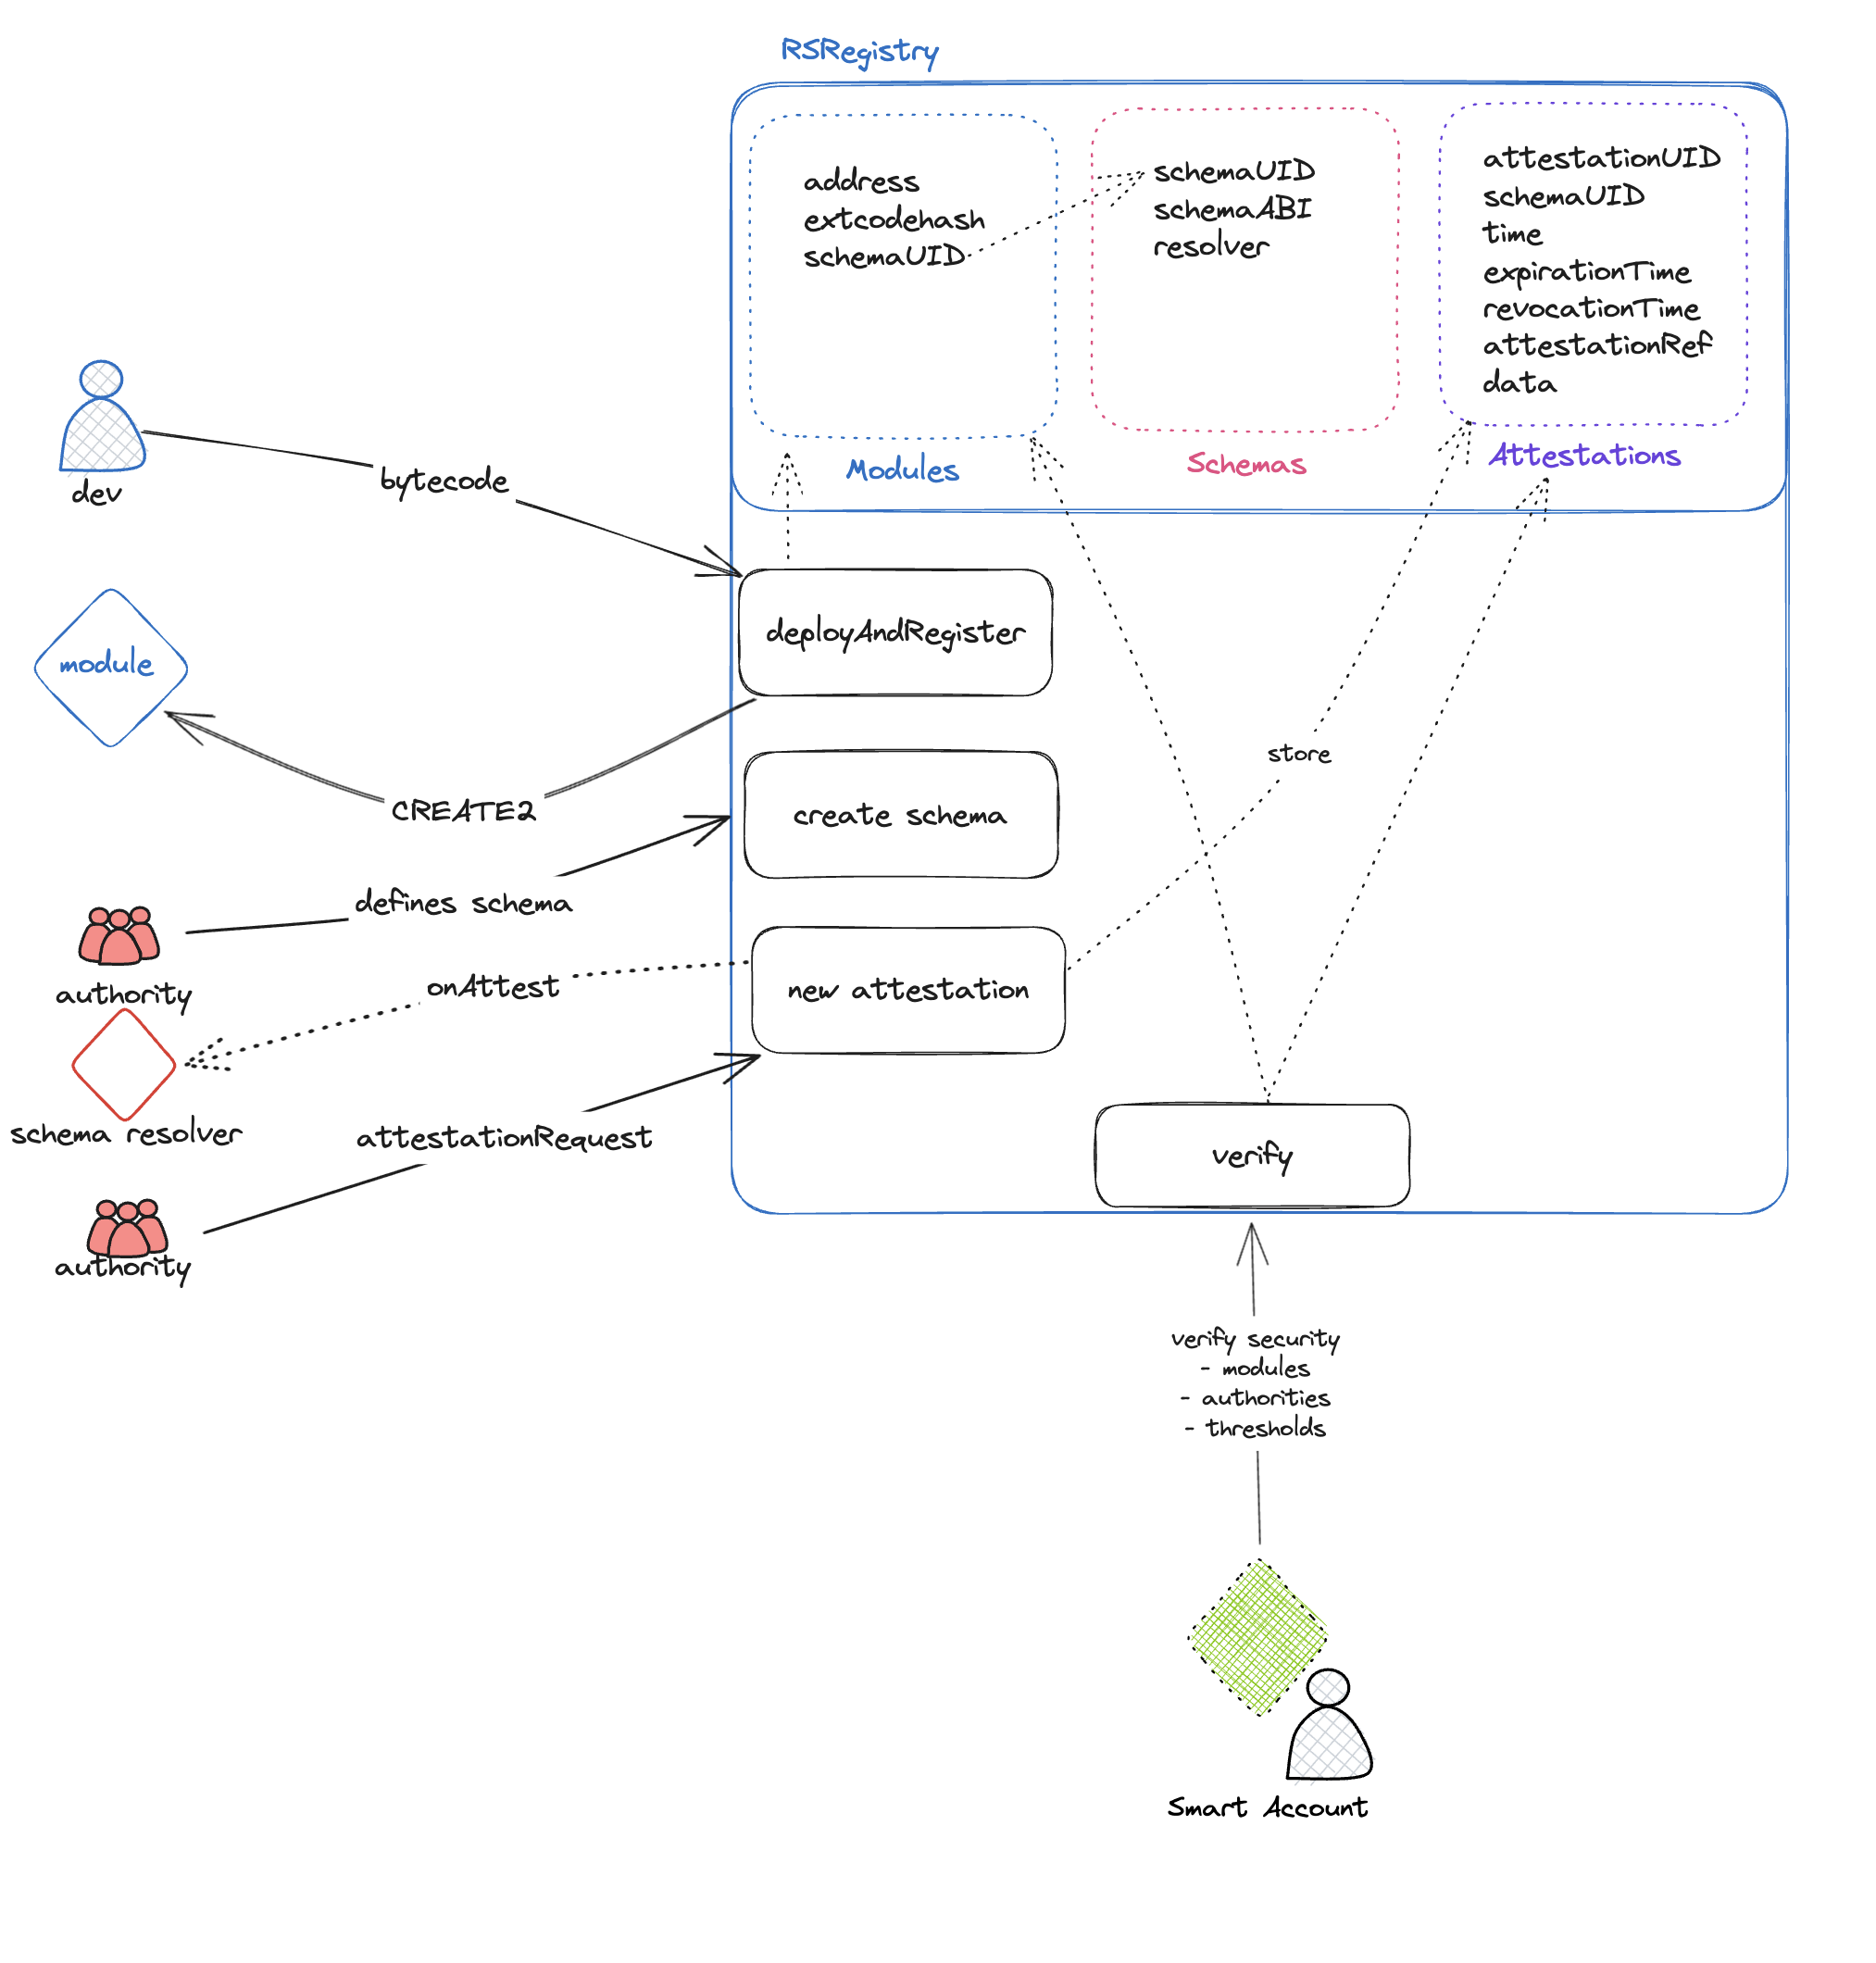 RSRegistry
address
extcodehash
schemaUID
schemaUID
schemaABI
resolver
attestationUID
schemaUID
time
expirationTime
revocationTime
attestationRef
data
Modules
Schemas
Attestations
dev
bytecode
deployAndRegister
module
CREATE2
store
create schema
defines schema
authority
onAttest
new attestation
schema resolver
attestationRequest
verify
authority
verify security
- modules
- authorities
- thresholds
Smart Account